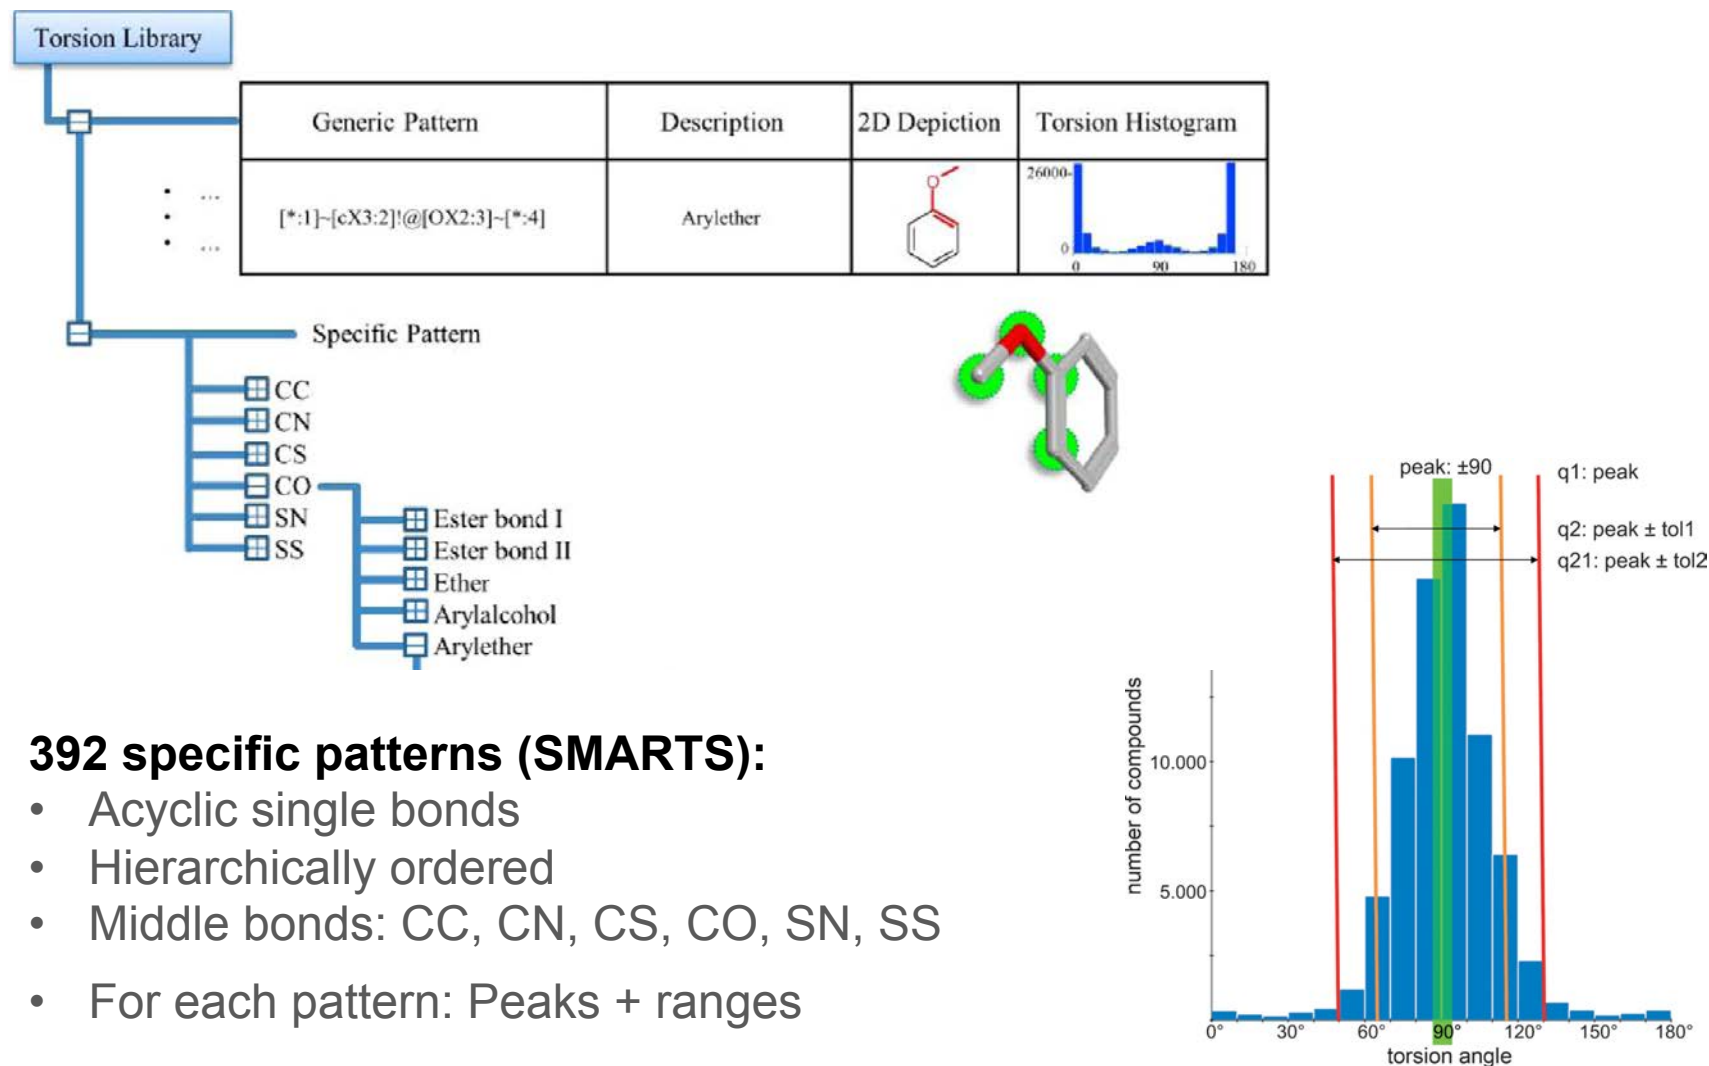 Torsion Library
Generic Pattern
Description
2D Depiction
Torsion Histogram
...
...
[*:1]~[cX3:2]!@[OX2:3]~[*:4]
Arylether
O
26000
0
0
90
180
Specific Pattern
CC
CN
CS
CO
SN
SS
Ester bond I
Ester bond II
Ether
Arylalcohol
Arylether
392 specific patterns (SMARTS):
• Acyclic single bonds
• Hierarchically ordered
• Middle bonds: CC, CN, CS, CO, SN, SS
• For each pattern: Peaks + ranges
peak: ±90
q1: peak
q2: peak ± tol1
q21: peak ± tol2
number of compounds
10.000
5.000
0° 30° 60° 90° 120° 150° 180°
torsion angle